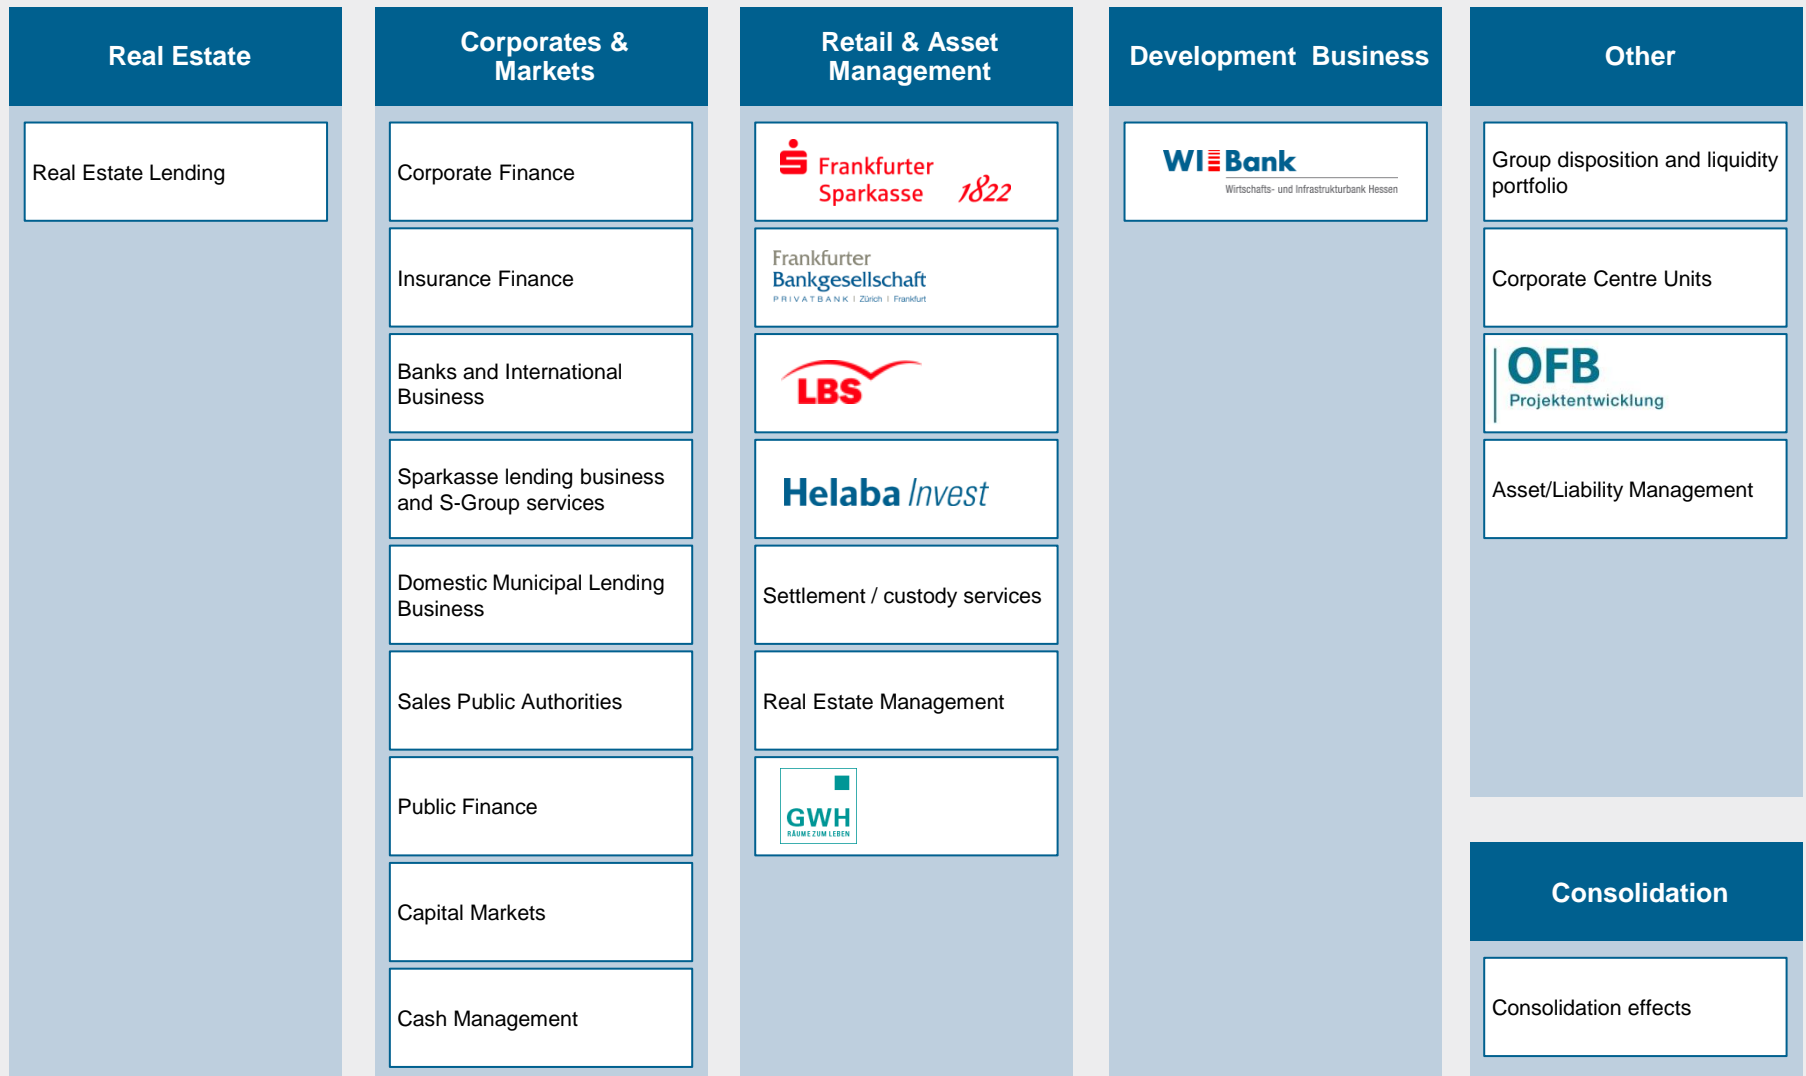 Real Estate
Real Estate Lending
Corporates &
Markets
Corporate Finance
Insurance Finance
Banks and International
Business
Sparkasse lending business
and S-Group services
Domestic Municipal Lending
Business
Sales Public Authorities
Public Finance
Capital Markets
Cash Management
Retail & Asset
Management
Frankfurter
Sparkasse 1822
Frankfurter
Bankgesellschaft
PRIVATBANK | Zürich | Frankfurt
LBS
Helaba Invest
Settlement / custody services
Real Estate Management
GWH
RÄUME ZUM LEBEN
Development Business
WIBank
Wirtschafts- und Infrastrukturbank Hessen
Other
Group disposition and liquidity
portfolio
Corporate Centre Units
OFB
Projektentwicklung
Asset/Liability Management
Consolidation
Consolidation effects